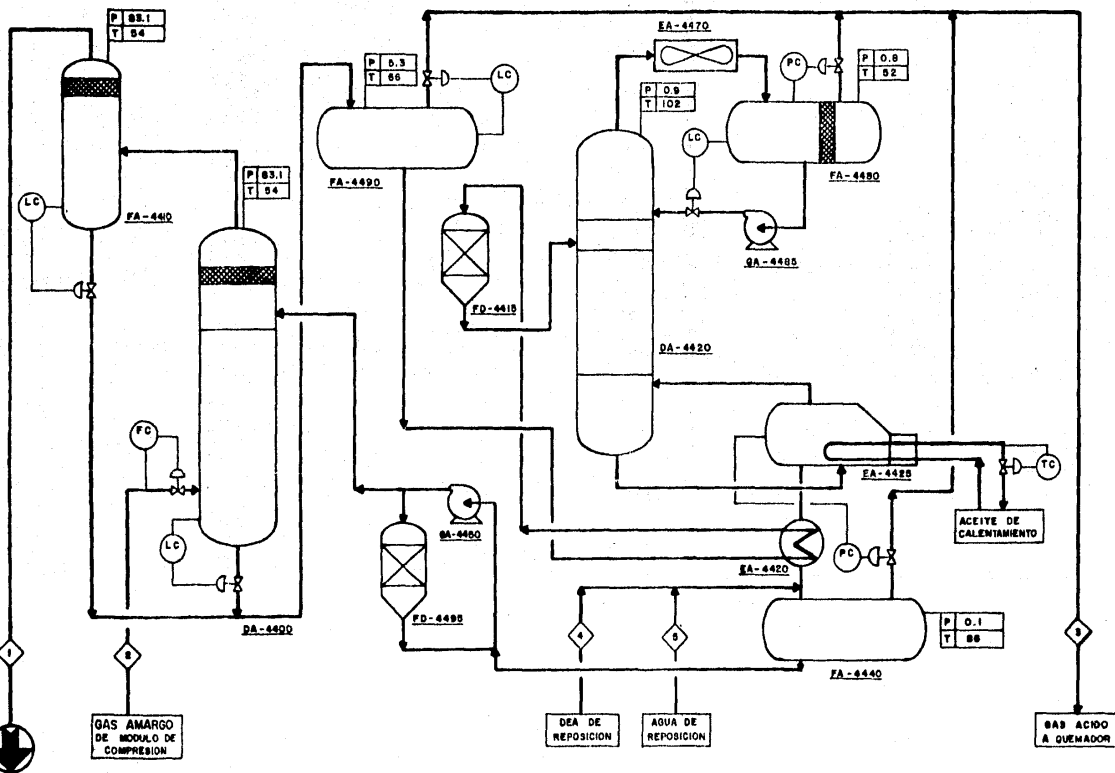 P 83.1
T 54
LC
FA-4410
P 83.1
T 54
FC
LC
DA-4400
1
2
GAS AMARGO
DE MODULO DE
COMPRESION
P 5.3
T 66
LC
FA-4490
FD-4415
GA-4460
FD-4495
EA-4470
P 0.9
T 102
PC
P 0.8
T 52
LC
FA-4480
GA-4485
DA-4420
EA-4425
TC
ACEITE DE
CALENTAMIENTO
EA-4420
PC
P 0.1
T 86
FA-4440
4
5
DEA DE
REPOSICION
AGUA DE
REPOSICION
3
GAS ACIDO
A QUEMADOR